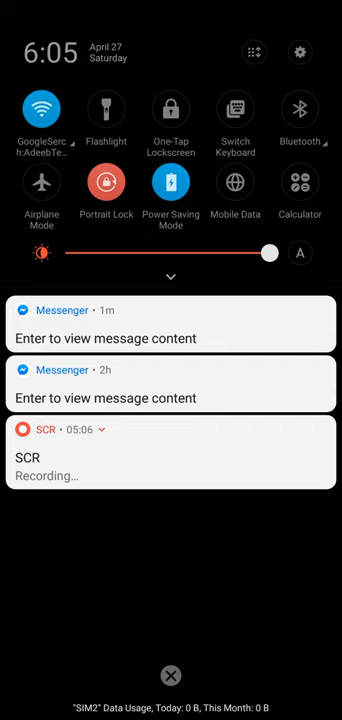 6:05
April 27
Saturday
GoogleSerc
h:AdeebTe...
Flashlight
One-Tap
Lockscreen
Switch
Keyboard
Bluetooth
Airplane
Mode
Portrait Lock
Power Saving
Mode
Mobile Data
Calculator
A
Messenger • 1m
Enter to view message content
Messenger • 2h
Enter to view message content
SCR • 05:06
SCR
Recording...
"SIM2" Data Usage, Today: 0 B, This Month: 0 B